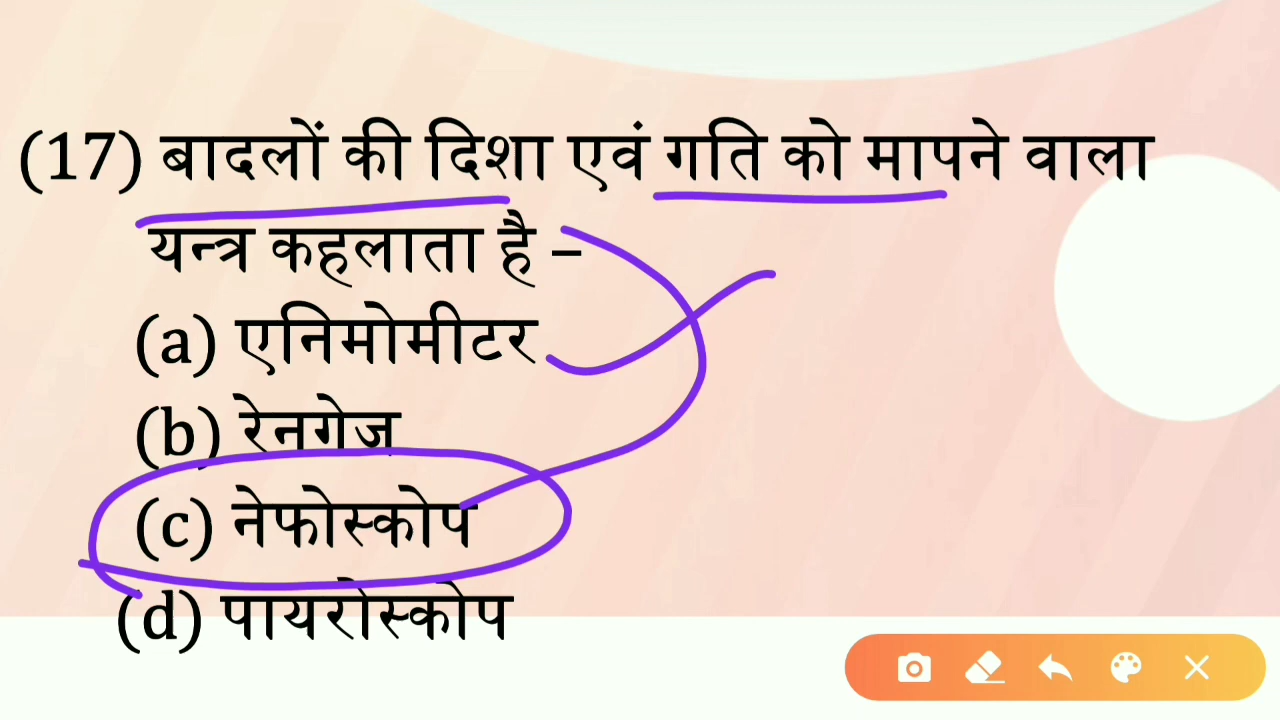 (17) बादलों की दिशा एवं गति को मापने वाला
यन्त्र कहलाता है –
(a) एनिमोमीटर
(b) रेनगेज
(c) नेफोस्कोप
(d) पायरोस्कोप